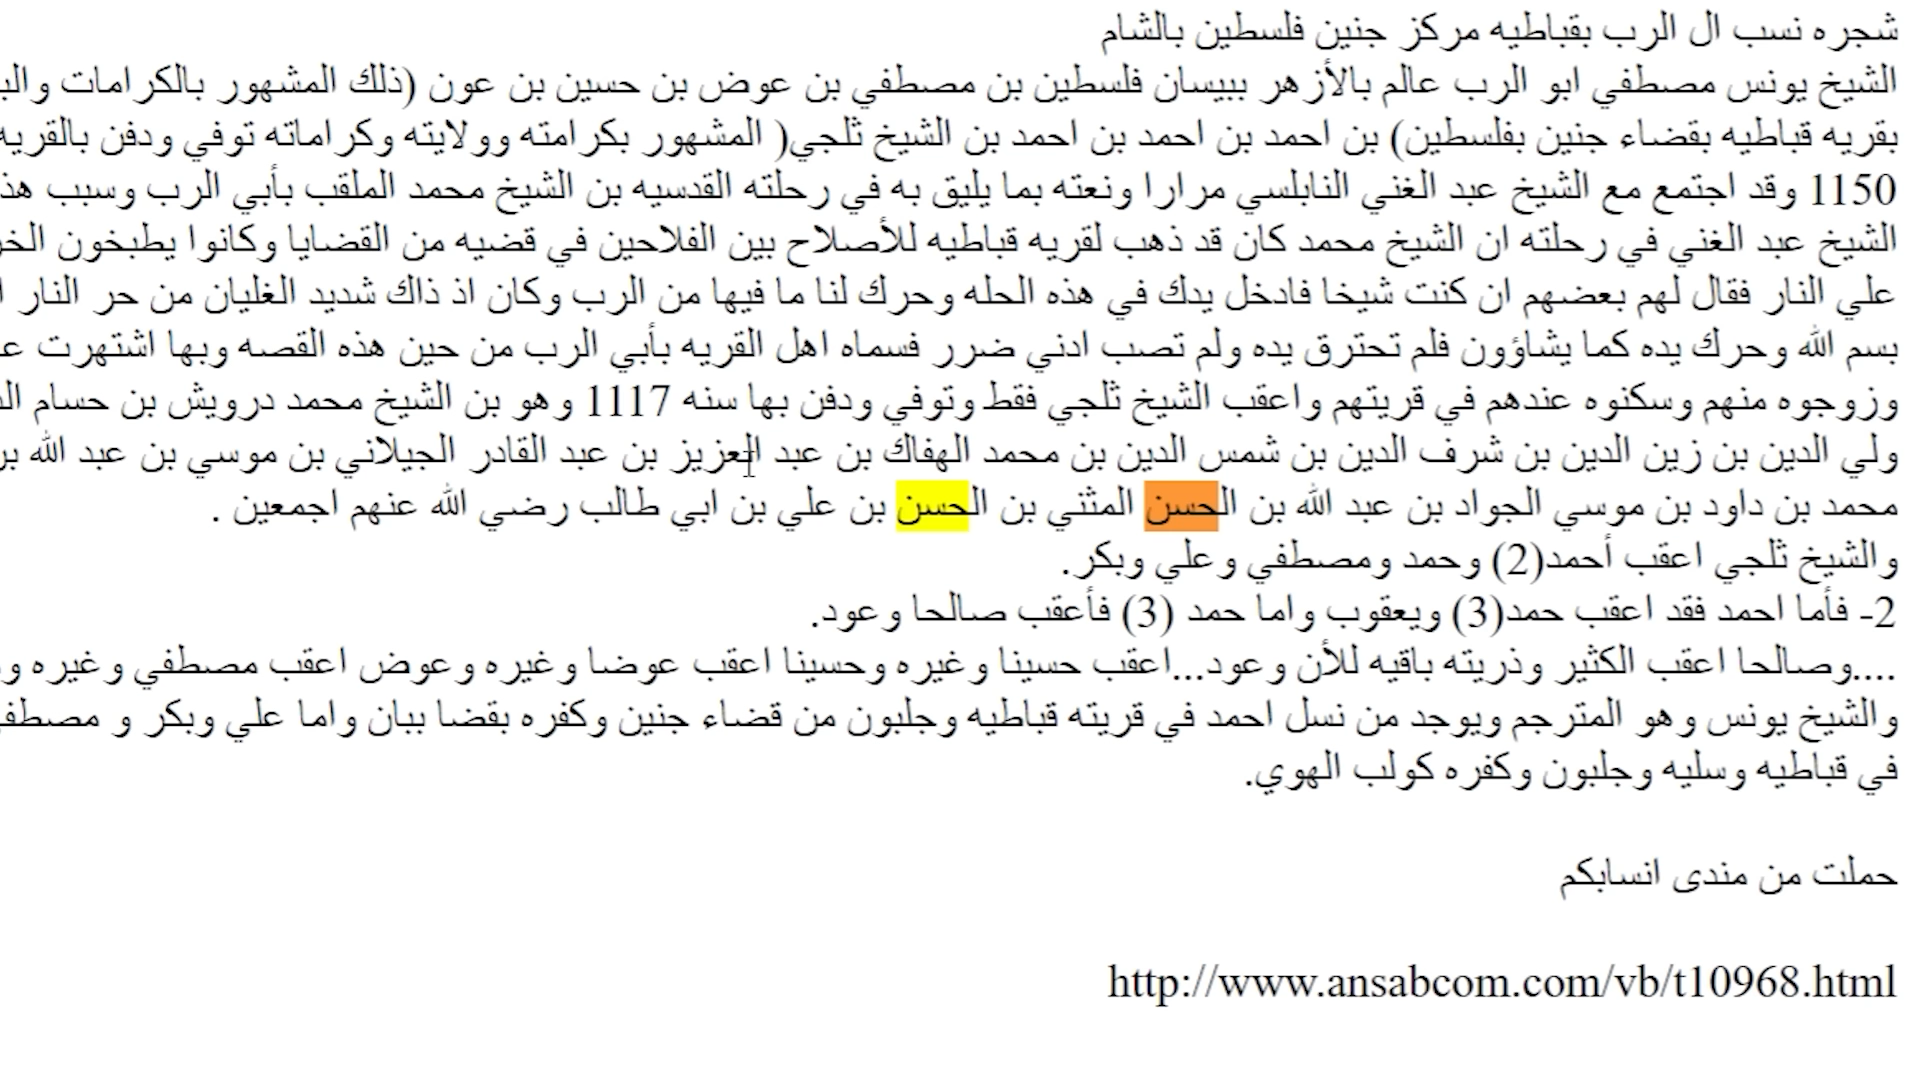 شجره نسب ال الرب بقباطيه مركز جنين فلسطين بالشام
الشيخ يونس مصطفي ابو الرب عالم بالأزهر ببيسان فلسطين بن مصطفي بن عوض بن حسين بن عون (ذلك المشهور بالكرامات
بقريه قباطيه بقضاء جنين بفلسطين) بن احمد بن احمد بن احمد بن الشيخ ثلجي( المشهور بكرامته وولايته وكراماته توفي ودفن بالقريه
1150 وقد اجتمع مع الشيخ عبد الغني النابلسي مرارا ونعته بما يليق به في رحلته القدسيه بن الشيخ محمد الملقب بأبي الرب وسبب
الشيخ عبد الغني في رحلته ان الشيخ محمد كان قد ذهب لقريه قباطيه للأصلاح بين الفلاحين في قضيه من القضايا وكانوا يطبخون
علي النار فقال لهم بعضهم ان كنت شيخا فادخل يدك في هذه الحله وحرك لنا ما فيها من الرب وكان اذ ذاك شديد الغليان من حر النار
بسم الله وحرك يده كما يشاؤون فلم تحترق يده ولم تصب ادني ضرر فسماه اهل القريه بأبي الرب من حين هذه القصه وبها اشتهرت
وزوجوه منهم وسكنوه عندهم في قريتهم واعقب الشيخ ثلجي فقط وتوفي ودفن بها سنه 1117 وهو بن الشيخ محمد درويش بن حسام
ولي الدين بن زين الدين بن شرف الدين بن شمس الدين بن محمد الهفاك بن عبد العزيز بن عبد القادر الجيلاني بن موسي بن عبد الله
محمد بن داود بن موسي الجواد بن عبد الله بن الحسن المثني بن الحسن بن علي بن ابي طالب رضي الله عنهم اجمعين .
والشيخ ثلجي اعقب أحمد(2) وحمد ومصطفي وعلي وبكر.
2- فأما احمد فقد اعقب حمد(3) ويعقوب واما حمد (3) فأعقب صالحا وعود.
....وصالحا اعقب الكثير وذريته باقيه للأن وعود...اعقب حسينا وغيره وحسينا اعقب عوضا وغيره وعوض اعقب مصطفي وغيره
والشيخ يونس وهو المترجم ويوجد من نسل احمد في قريته قباطيه وجلبون من قضاء جنين وكفره بقضا ببان واما علي وبكر و
في قباطيه وسليه وجلبون وكفره كولب الهوي.
حملت من مندى انسابكم
http://www.ansabcom.com/vb/t10968.html